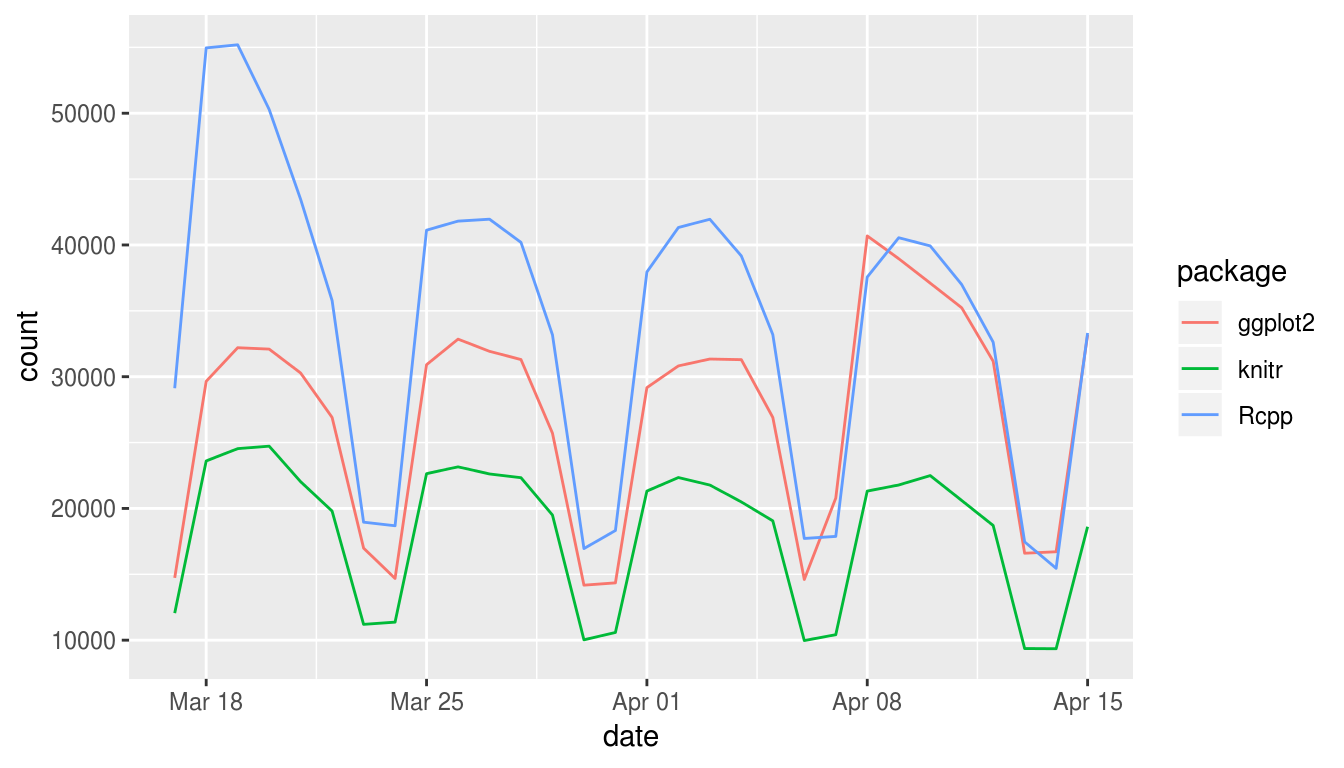 50000
40000
30000
20000
10000
count
Mar 18
Mar 25
Apr 01
Apr 08
Apr 15
date
package
ggplot2
knitr
Rcpp